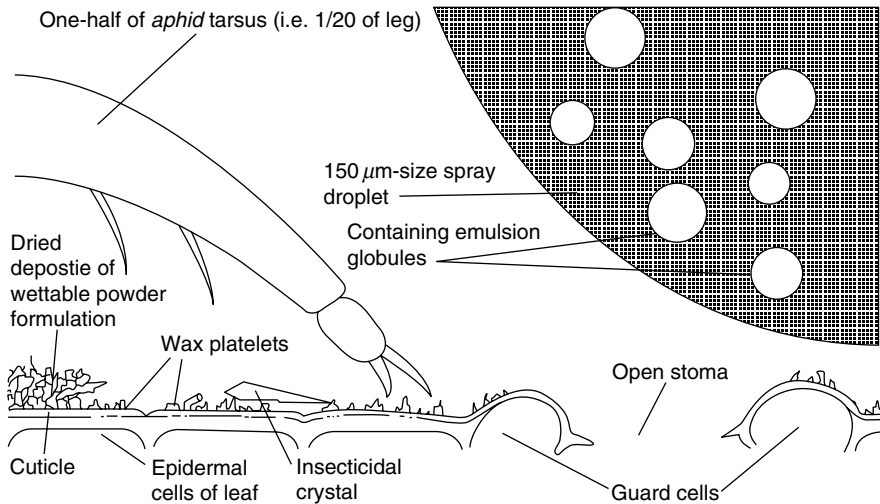 One-half of aphid tarsus (i.e. 1/20 of leg)
150 μm-size spray
droplet
Containing emulsion
globules
Dried
depostie of
wettable powder
formulation
Wax platelets
Open stoma
Cuticle
Epidermal
cells of leaf
Insecticidal
crystal
Guard cells